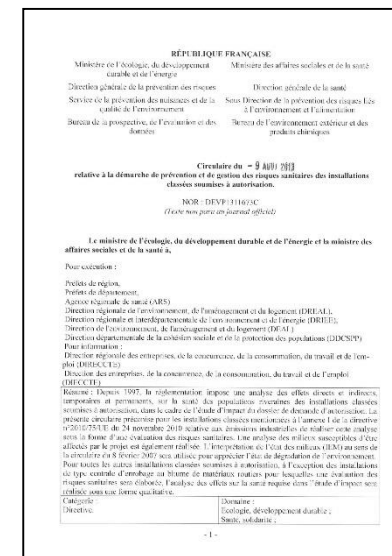 RÉPUBLIQUE FRANÇAISE
Ministère de l'écologie, du développement durable et de l'énergie
Ministère des affaires sociales et de la santé
Direction générale de la prévention des risques
Direction générale de la santé
Service de la prévention des nuisances et de la qualité de l'environnement
Sous Direction de la prévention des risques liés à l'environnement et l'alimentation
Bureau de la prospective, de l'évaluation et des données
Bureau de l'environnement extérieur et des produits chimiques
Circulaire du - 9 AOU 2013
relative à la démarche de prévention et de gestion des risques sanitaires des installations
classées soumises à autorisation.
NOR : DEVP1311673C
(Texte non paru au journal officiel)
Le ministre de l'écologie, du développement durable et de l'énergie et la ministre des
affaires sociales et de la santé à,
Pour exécution :
Préfets de région,
Préfets de département,
Agence régionale de santé (ARS)
Direction régionale de l'environnement, de l'aménagement et du logement (DREAL),
Direction régionale et interdépartementale de l'environnement et de l'énergie (DRIEE),
Direction de l'environnement, de l'aménagement et du logement (DEAL)
Direction départementale de la cohésion sociale et de la protection des populations (DDCSPP)
Pour information :
Direction régionale des entreprises, de la concurrence, de la consommation, du travail et de l'em-
ploi (DIRECCTE)
Direction des entreprises, de la concurrence, de la consommation, du travail et de l'emploi
(DIECCTE)
Résumé : Depuis 1997, la réglementation impose une analyse des effets directs et indirects,
temporaires et permanents, sur la santé des populations riveraines des installations classées
soumises à autorisation, dans le cadre de l'étude d'impact du dossier de demande d'autorisation. La
présente circulaire préconise pour les installations classées mentionnées à l'annexe I de la directive
n°2010/75/UE du 24 novembre 2010 relative aux émissions industrielles de réaliser cette analyse
sous la forme d'une évaluation des risques sanitaires. Une analyse des milieux susceptibles d'être
affectés par le projet est également réalisée. L'interprétation de l'état des milieux (IEM) au sens de
la circulaire du 8 février 2007 sera utilisée pour apprécier l'état de dégradation de l'environnement.
Pour toutes les autres installations classées soumises à autorisation, à l'exception des installations
de type centrale d'enrobage au bitume de matériaux routiers pour lesquelles une évaluation des
risques sanitaires sera élaborée, l'analyse des effets sur la santé requise dans l'étude d'impact sera
réalisée sous une forme qualitative.
Catégorie :
Directive.
Domaine :
Ecologie, développement durable ;
Santé, solidarité ;
- 1 -